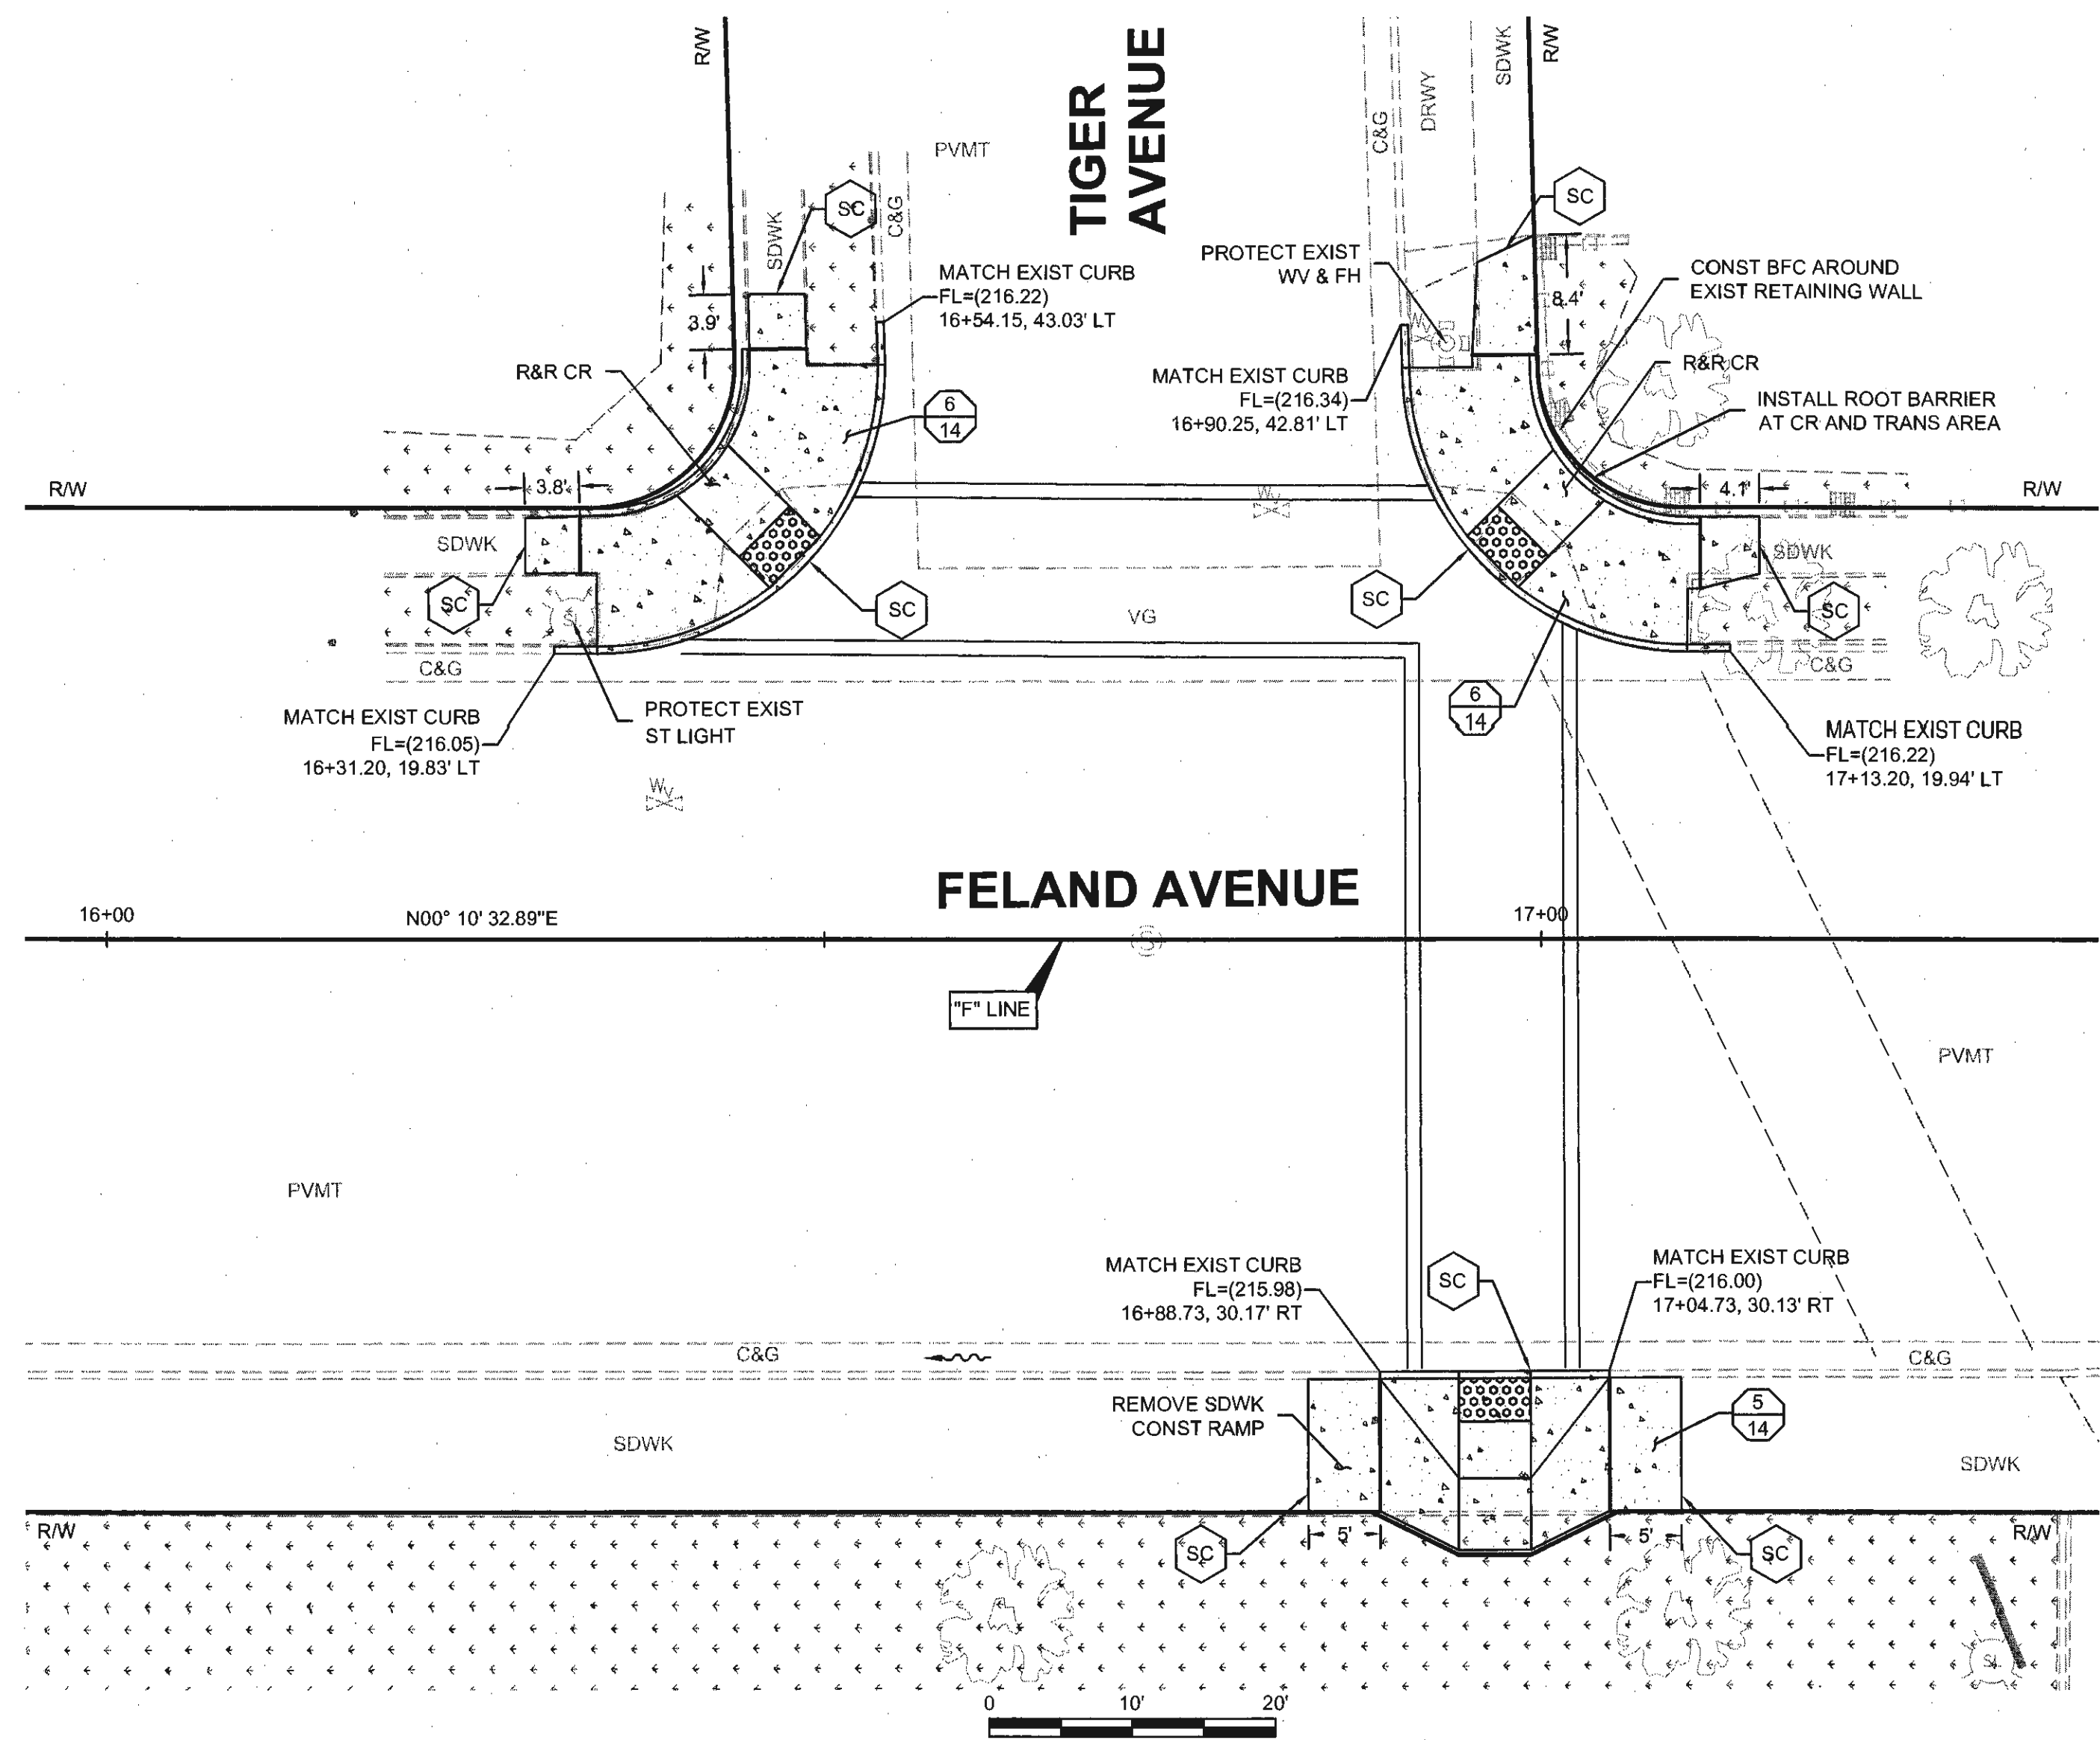 R/W
TIGER
AVENUE
SDWK
R/W
PVMT
C&G
DRWY
SC
SC
C&G
SDWK
PROTECT EXIST
WV & FH
CONST BFC AROUND
EXIST RETAINING WALL
MATCH EXIST CURB
FL=(216.22)
16+54.15, 43.03' LT
8.4'
3.9'
WV
R&R CR
R&R CR
MATCH EXIST CURB
FL=(216.34)
16+90.25, 42.81' LT
6
14
INSTALL ROOT BARRIER
AT CR AND TRANS AREA
R/W
3.8'
WV
4.1'
R/W
SDWK
SDWK
SC
SC
SC
SC
SL
VG
C&G
C&G
6
14
MATCH EXIST CURB
FL=(216.05)
16+31.20, 19.83' LT
PROTECT EXIST
ST LIGHT
MATCH EXIST CURB
FL=(216.22)
17+13.20, 19.94' LT
WV
FELAND AVENUE
16+00
N00° 10' 32.89"E
17+00
S
"F" LINE
PVMT
PVMT
MATCH EXIST CURB
FL=(215.98)
16+88.73, 30.17' RT
SC
MATCH EXIST CURB
FL=(216.00)
17+04.73, 30.13' RT
C&G
C&G
REMOVE SDWK
CONST RAMP
5
14
SDWK
SDWK
R/W
5'
5'
R/W
SC
SC
SL
0
10'
20'